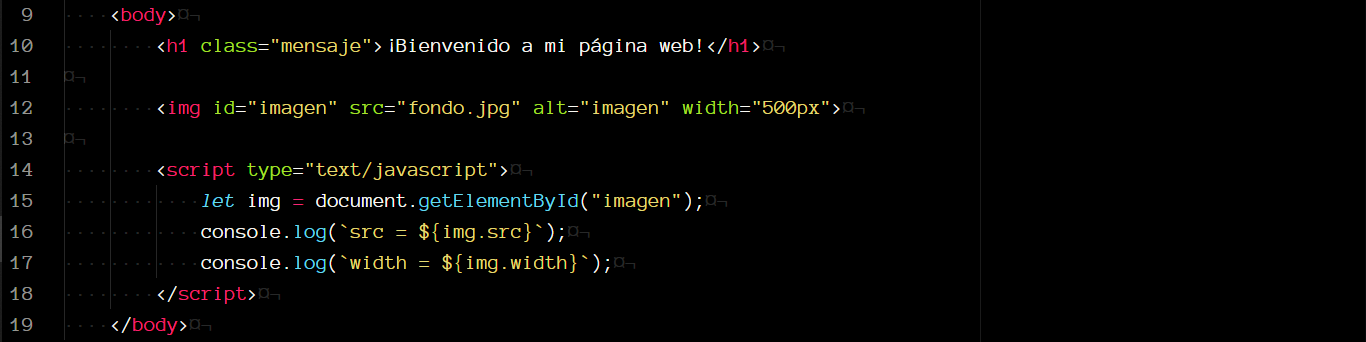 9 <body>
10 <h1 class="mensaje">¡Bienvenido a mi página web!</h1>
11
12 <img id="imagen" src="fondo.jpg" alt="imagen" width="500px">
13
14 <script type="text/javascript">
15 let img = document.getElementById("imagen");
16 console.log(`src = ${img.src}`);
17 console.log(`width = ${img.width}`);
18 </script>
19 </body>